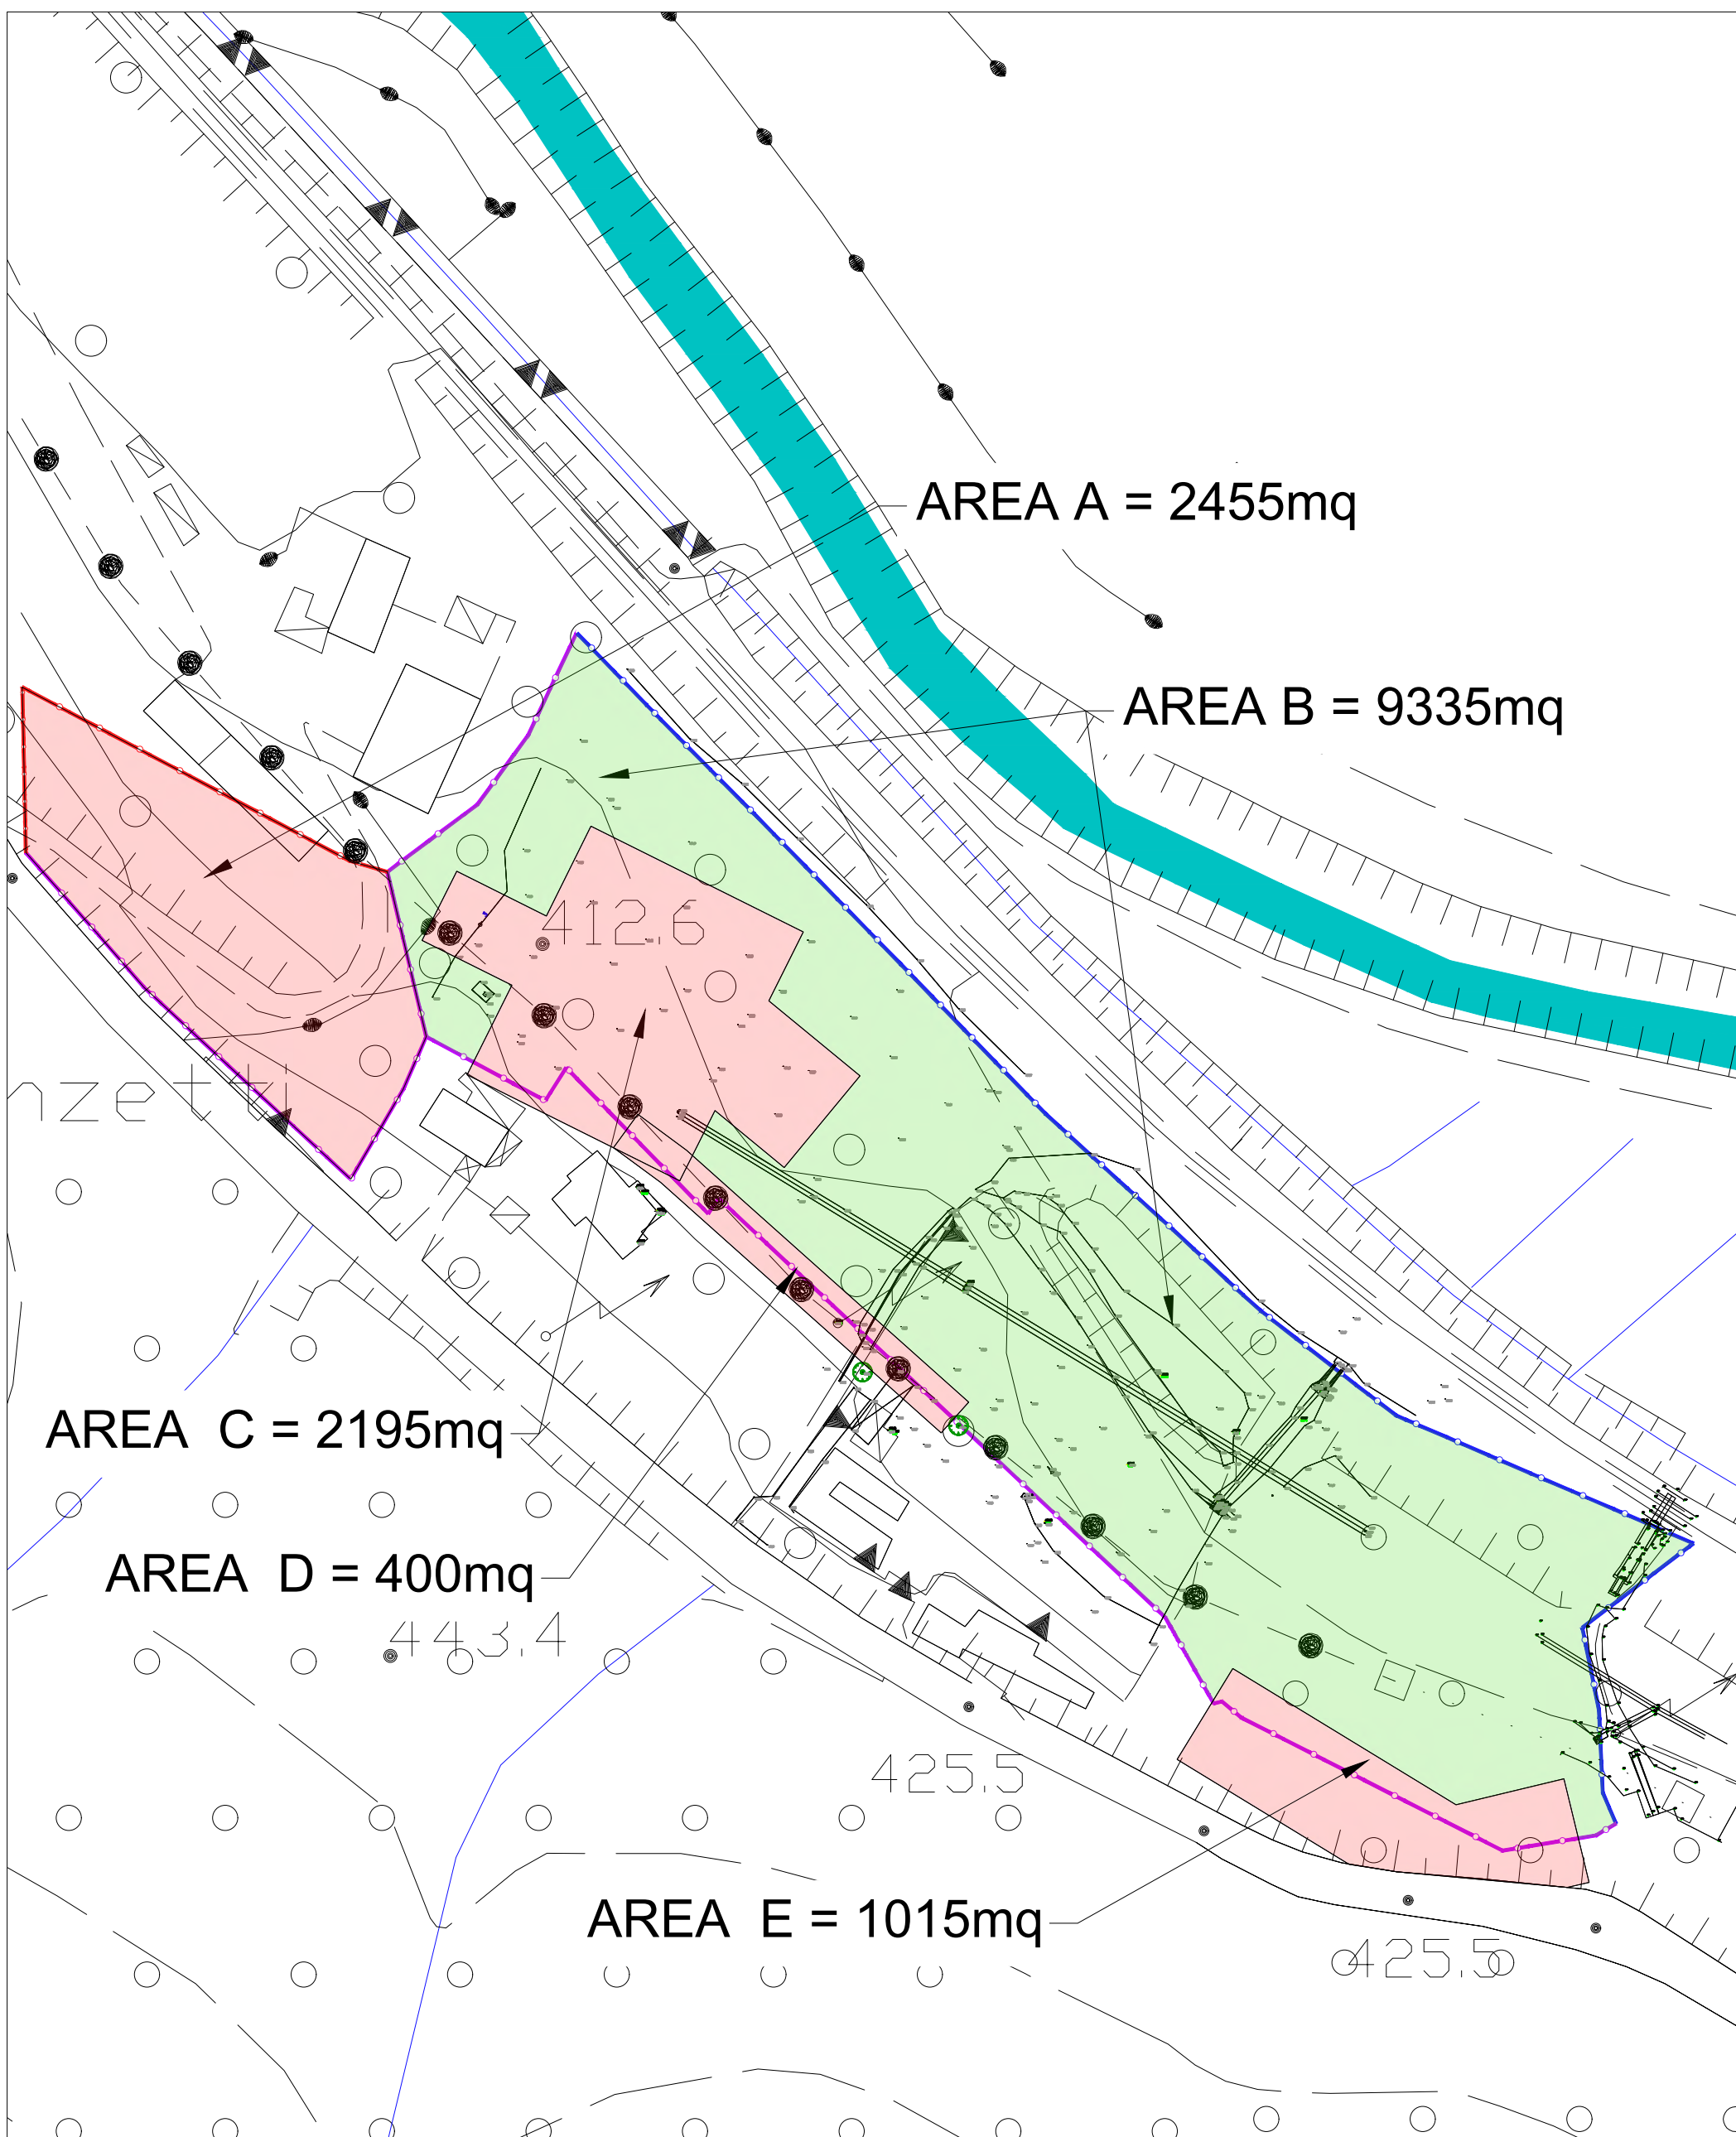 AREA A = 2455mq
AREA B = 9335mq
412.6
nzetti
AREA C = 2195mq
AREA D = 400mq
443.4
425.5
AREA E = 1015mq
425.5